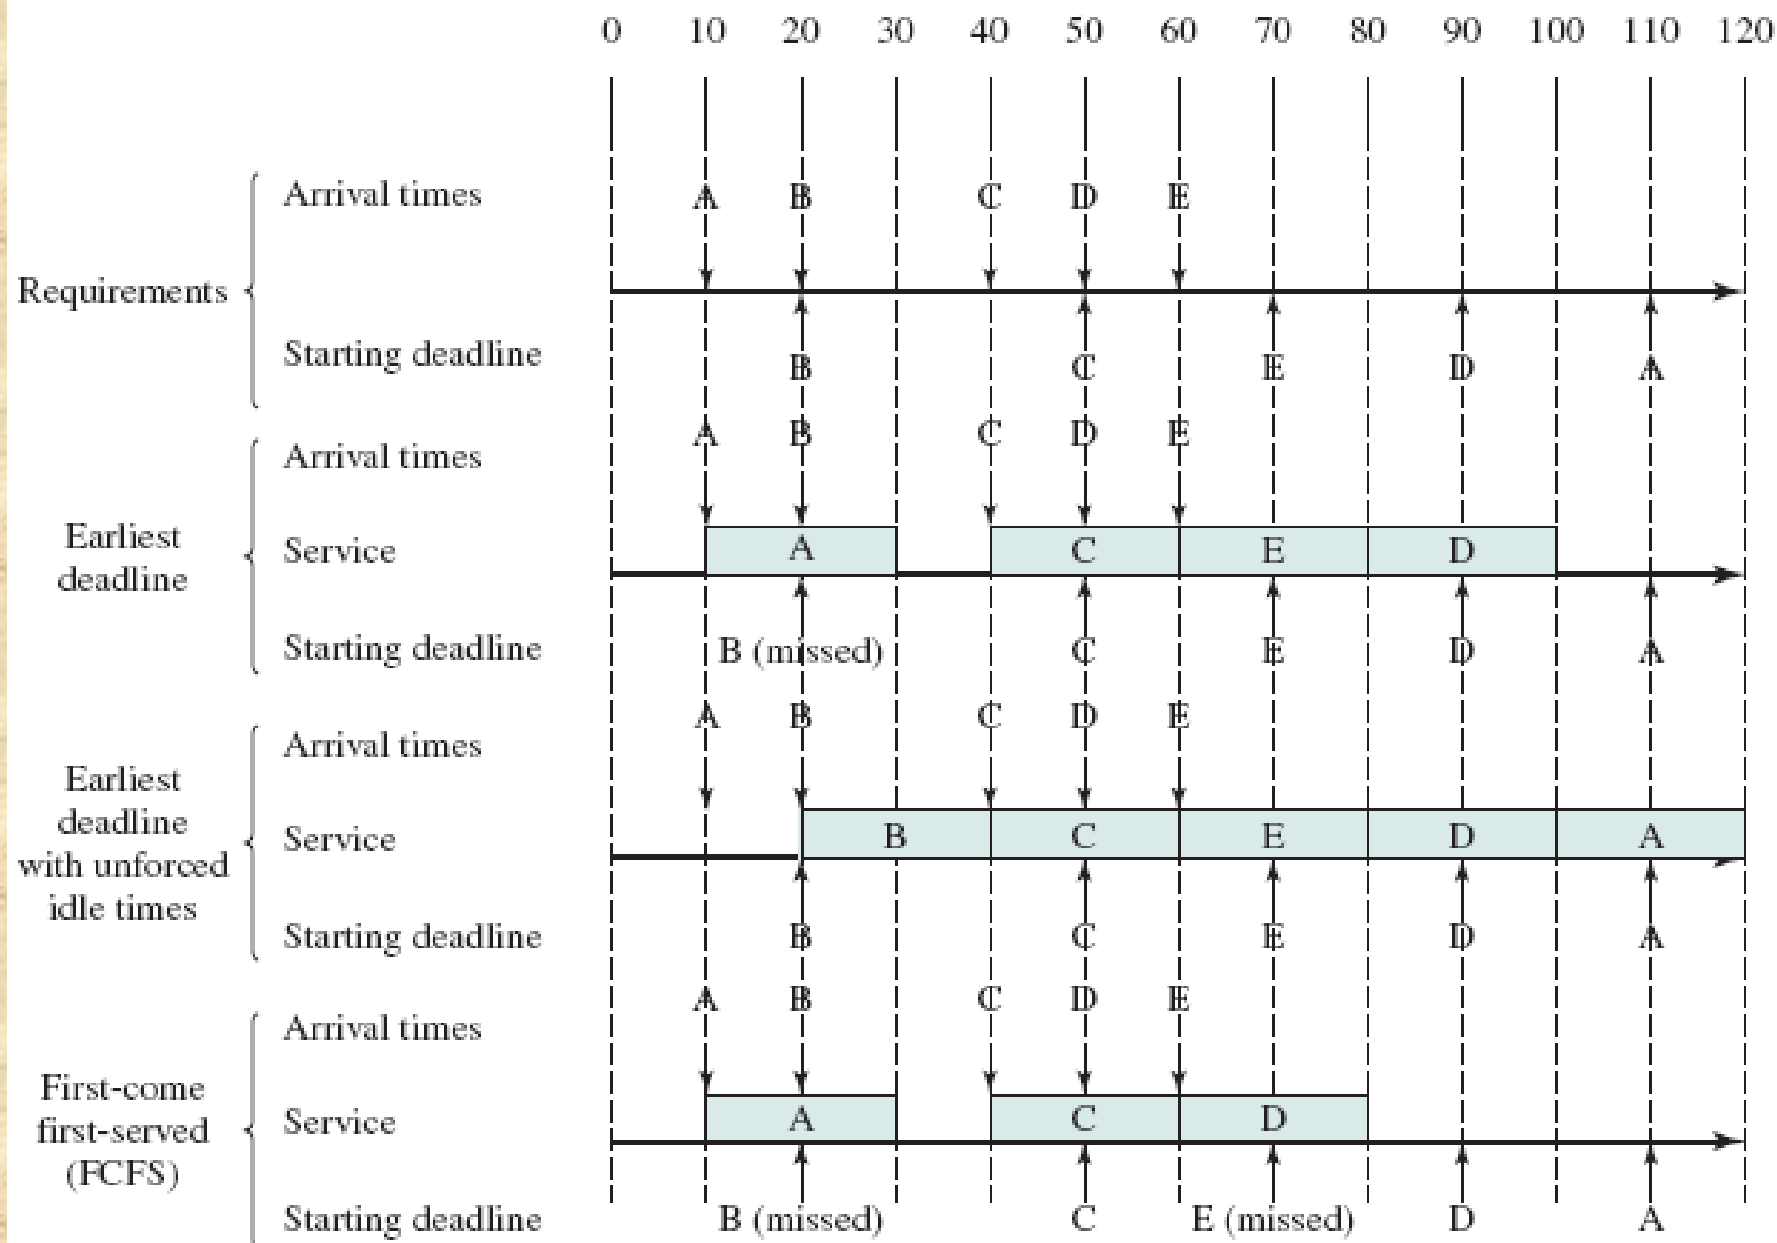 0 10 20 30 40 50 60 70 80 90 100 110 120
Requirements
Arrival times
A B C D E
Starting deadline
B C E D A
Earliest
deadline
Arrival times
A B C D E
Service
A C E D
Starting deadline
B (missed) C E D A
Earliest
deadline
with unforced
idle times
Arrival times
A B C D E
Service
B C E D A
Starting deadline
B C E D A
First-come
first-served
(FCFS)
Arrival times
A B C D E
Service
A C D
Starting deadline
B (missed) C E (missed) D A